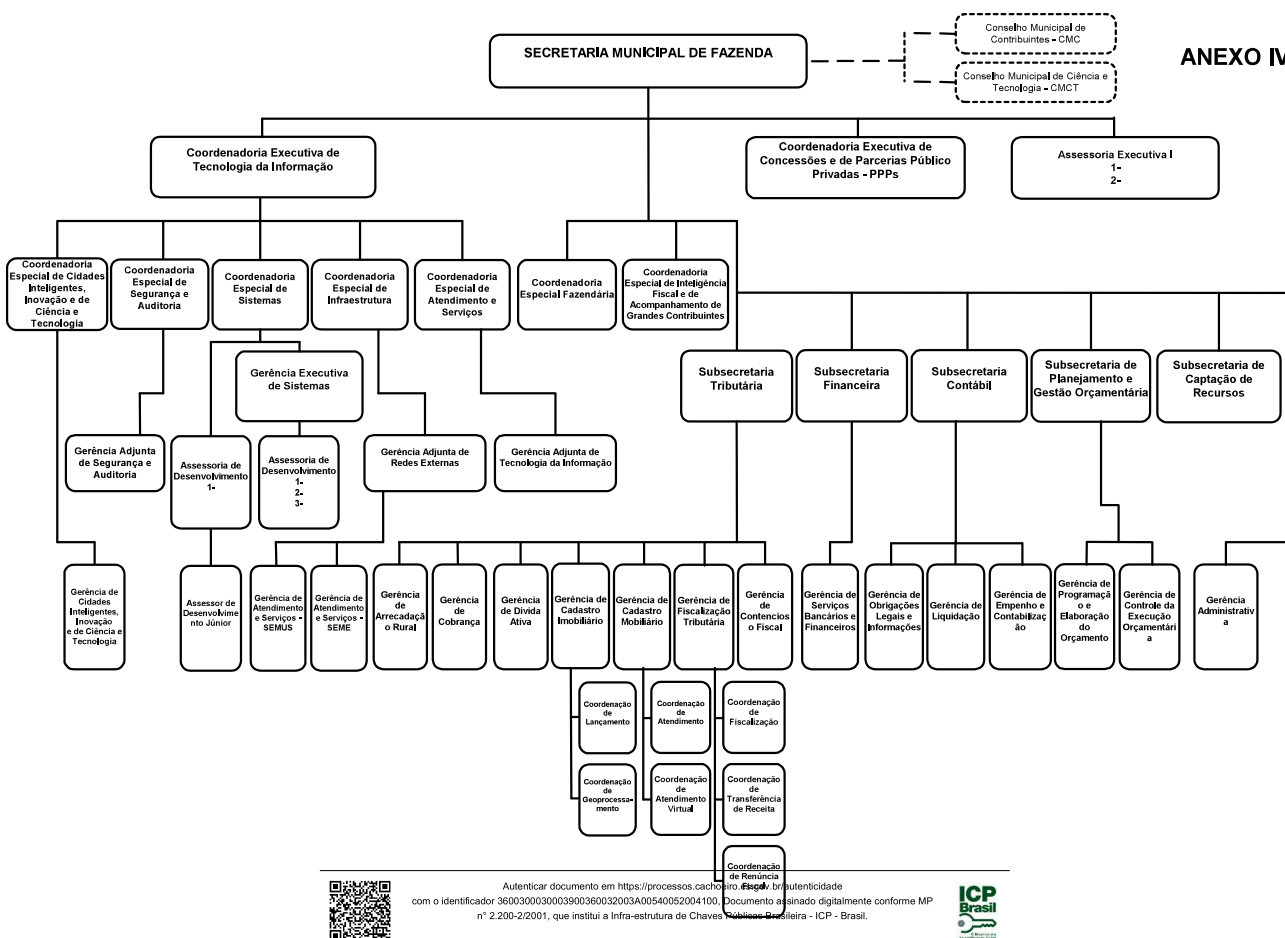 SECRETARIA MUNICIPAL DE FAZENDA
Conselho Municipal de
Contribuintes - CMC
Conselho Municipal de Ciência e
Tecnologia - CMCT
ANEXO IV
Coordenadoria Executiva de
Tecnologia da Informação
Coordenadoria Executiva de
Concessões e de Parcerias Público
Privadas - PPPs
Assessoria Executiva I
1-
2-
Coordenadoria
Especial de Cidades
Inteligentes,
Inovação e de
Ciência e
Tecnologia
Coordenadoria
Especial de
Segurança e
Auditoria
Coordenadoria
Especial de
Sistemas
Coordenadoria
Especial de
Infraestrutura
Coordenadoria
Especial de
Atendimento e
Serviços
Coordenadoria
Especial Fazendária
Coordenadoria
Especial de Inteligência
Fiscal e de
Acompanhamento de
Grandes Contribuintes
Gerência Executiva
de Sistemas
Subsecretaria
Tributária
Subsecretaria
Financeira
Subsecretaria
Contábil
Subsecretaria de
Planejamento e
Gestão Orçamentária
Subsecretaria de
Captação de
Recursos
Gerência Adjunta
de Segurança e
Auditoria
Assessoria de
Desenvolvimento
1-
Assessoria de
Desenvolvimento
1-
2-
3-
Gerência Adjunta de
Redes Externas
Gerência Adjunta de
Tecnologia da Informação
Gerência de
Cidades
Inteligentes,
Inovação
e de Ciência e
Tecnologia
Assessor de
Desenvolvime
nto Júnior
Gerência de
Atendimento
e Serviços -
SEMUS
Gerência de
Atendimento
e Serviços -
SEME
Gerência
de
Arrecadaçã
o Rural
Gerência
de
Cobrança
Gerência
de Dívida
Ativa
Gerência de
Cadastro
Imobiliário
Gerência de
Cadastro
Mobiliário
Gerência de
Fiscalização
Tributária
Gerência
de
Contencios
o Fiscal
Gerência de
Serviços
Bancários e
Financeiros
Gerência de
Obrigações
Legais e
Informações
Gerência de
Liquidação
Gerência de
Empenho e
Contabilizaç
ão
Gerência de
Programaçã
o e
Elaboração
do
Orçamento
Gerência de
Controle da
Execução
Orçamentári
a
Gerência
Administrativ
a
Coordenação
de
Lançamento
Coordenação
de
Atendimento
Coordenação
de
Fiscalização
Coordenação
de
Geoprocessa-
mento
Coordenação
de
Atendimento
Virtual
Coordenação
de
Transferência
de Receita
Coordenação
de Renúncia
Fiscal
Autenticar documento em https://processos.cachoeiro.es.gov.br/autenticidade
com o identificador 360030003000390036003200​3A00540052004100, Documento assinado digitalmente conforme MP
n° 2.200-2/2001, que institui a Infra-estrutura de Chaves Públicas Brasileira - ICP - Brasil.
ICP
Brasil